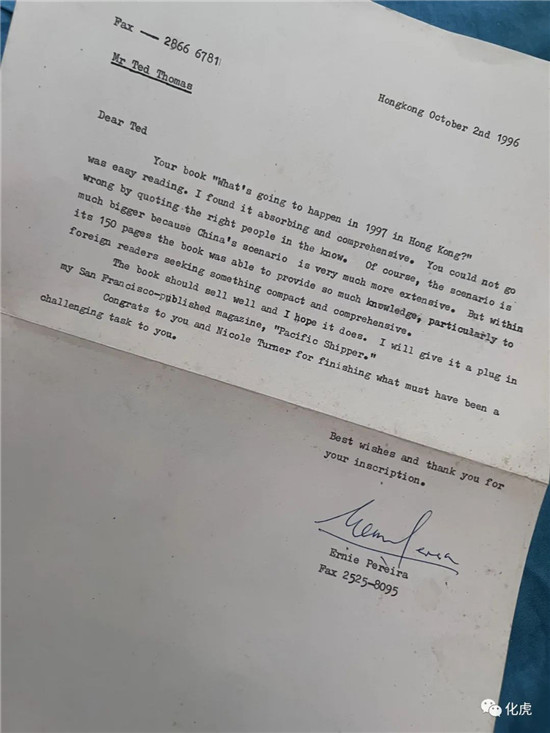 Fax — 2866 6781
Mr Ted Thomas
Hongkong October 2nd 1996
Dear Ted
Your book "What's going to happen in 1997 in Hong Kong?"
was easy reading. I found it absorbing and comprehensive. You could not go
wrong by quoting the right people in the know. Of course, the scenario is
much bigger because China's scenario is very much more extensive. But within
its 150 pages the book was able to provide so much knowledge, particularly to
foreign readers seeking something compact and comprehensive.
The book should sell well and I hope it does. I will give it a plug in
my San Francisco-published magazine, "Pacific Shipper."
Congrats to you and Nicole Turner for finishing what must have been a
challenging task to you.
Best wishes and thank you for
your inscription.
Ernie Pereira
Fax 2525-8095
化虎